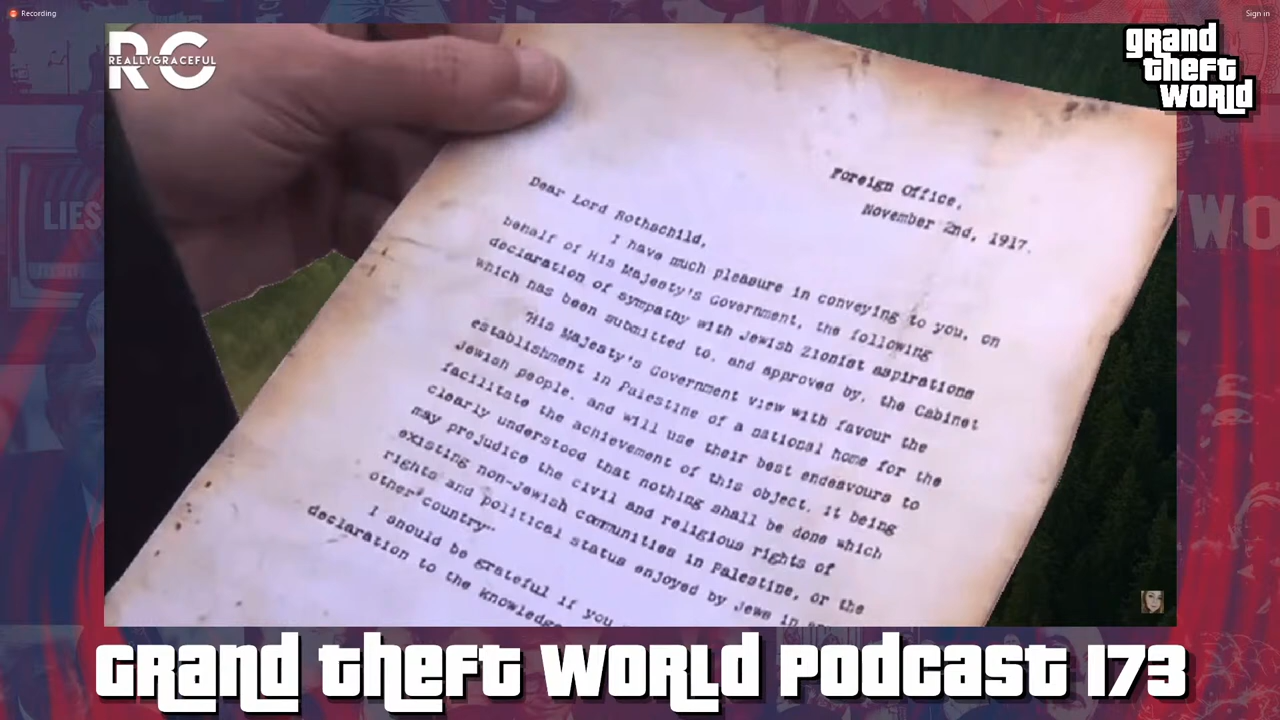 Recording
Sign in
RG
REALLYGRACEFUL
grand
theft
world
LIES
WO
Foreign Office,
November 2nd, 1917.
Dear Lord Rothschild,
I have much pleasure in conveying to you, on
behalf of His Majesty's Government, the following
declaration of sympathy with Jewish Zionist aspirations
which has been submitted to, and approved by, the Cabinet
"His Majesty's Government view with favour the
establishment in Palestine of a national home for the
Jewish people, and will use their best endeavours to
facilitate the achievement of this object, it being
clearly understood that nothing shall be done which
may prejudice the civil and religious rights of
existing non-Jewish communities in Palestine, or the
rights and political status enjoyed by Jews in
other country"
I should be grateful if you
declaration to the knowledge
Grand theft World Podcast 173